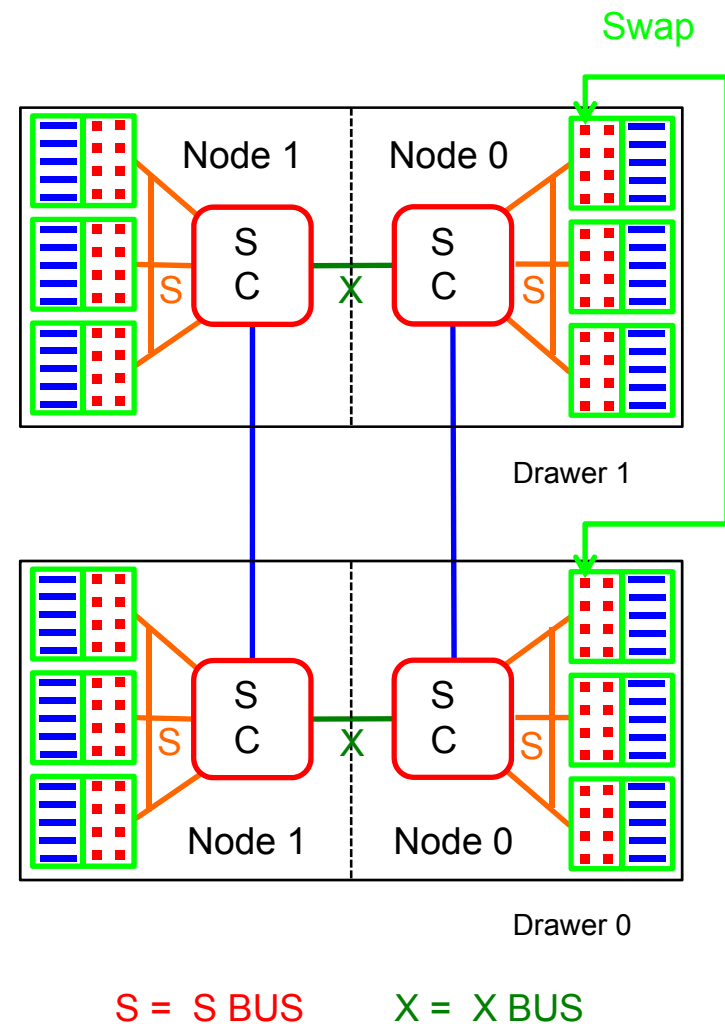 Swap
Node 1 Node 0
S C S C
S X S
Drawer 1
S C S C
S X S
Node 1 Node 0
Drawer 0
S = S BUS X = X BUS